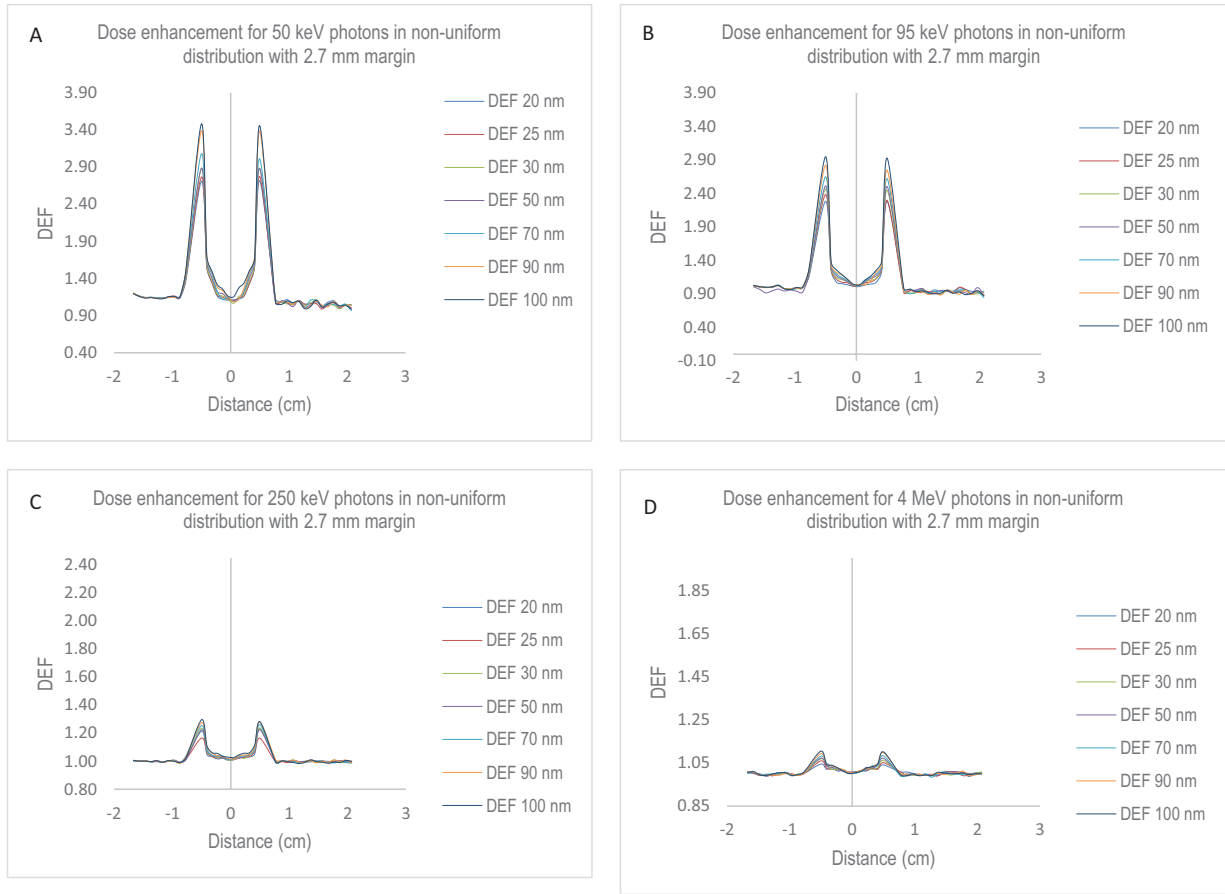 A
Dose enhancement for 50 keV photons in non-uniform
distribution with 2.7 mm margin
3.90
3.40
2.90
2.40
1.90
1.40
0.90
0.40
DEF
-2
-1
0
1
2
3
Distance (cm)
DEF 20 nm
DEF 25 nm
DEF 30 nm
DEF 50 nm
DEF 70 nm
DEF 90 nm
DEF 100 nm
B
Dose enhancement for 95 keV photons in non-uniform
distribution with 2.7 mm margin
3.90
3.40
2.90
2.40
1.90
1.40
0.90
0.40
-0.10
DEF
-2
-1
0
1
2
3
Distance (cm)
DEF 20 nm
DEF 25 nm
DEF 30 nm
DEF 50 nm
DEF 70 nm
DEF 90 nm
DEF 100 nm
C
Dose enhancement for 250 keV photons in non-uniform
distribution with 2.7 mm margin
2.40
2.20
2.00
1.80
1.60
1.40
1.20
1.00
0.80
DEF
-2
-1
0
1
2
3
Distance (cm)
DEF 20 nm
DEF 25 nm
DEF 30 nm
DEF 50 nm
DEF 70 nm
DEF 90 nm
DEF 100 nm
D
Dose enhancement for 4 MeV photons in non-uniform
distribution with 2.7 mm margin
1.85
1.65
1.45
1.25
1.05
0.85
DEF
-2
-1
0
1
2
3
Distance (cm)
DEF 20 nm
DEF 25 nm
DEF 30 nm
DEF 50 nm
DEF 70 nm
DEF 90 nm
DEF 100 nm